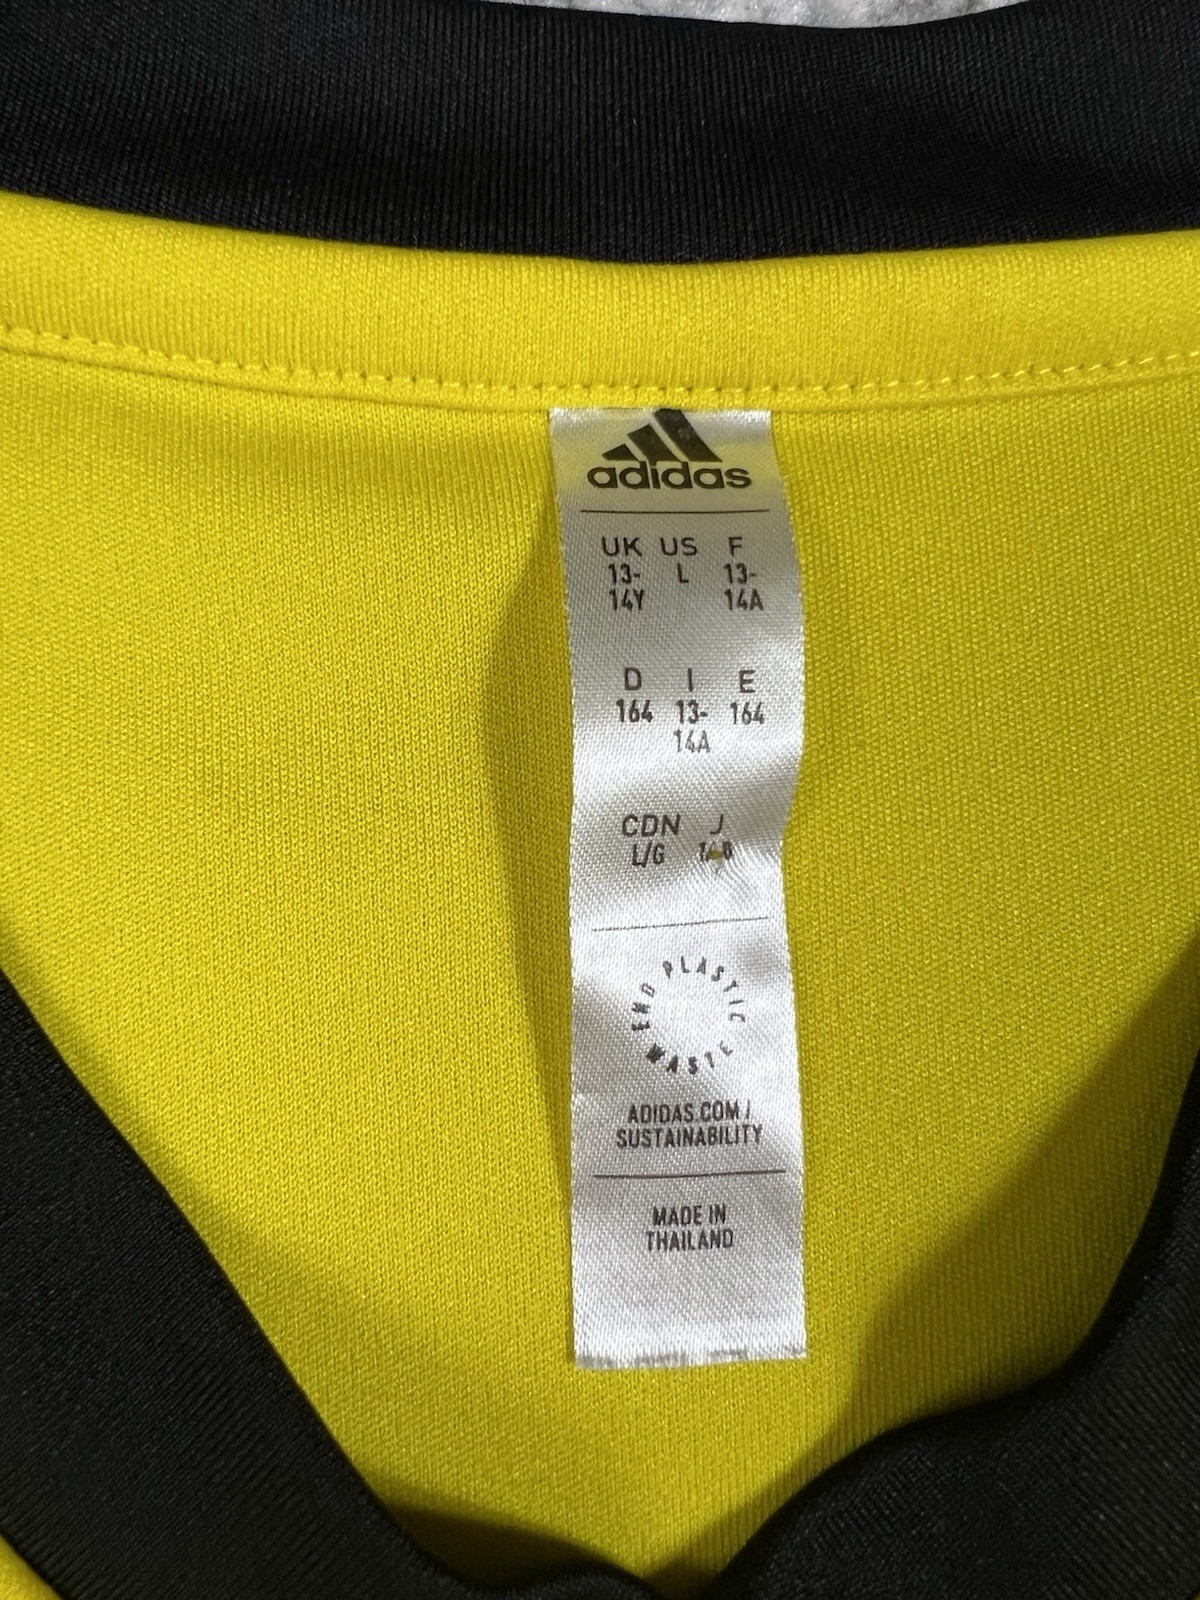 adidas
UK US F
13- L 13-
14Y 14A
D I E
164 13- 164
14A
CDN J
L/G
END PLASTIC WASTE
ADIDAS.COM/
SUSTAINABILITY
MADE IN
THAILAND